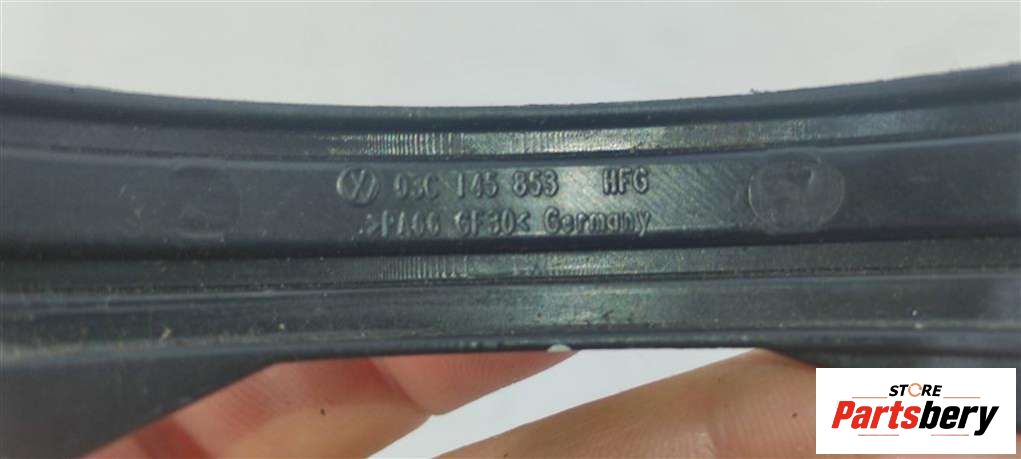 03C 145 853 HFG
>PA66 GF30< Germany
STORE
Partsbery